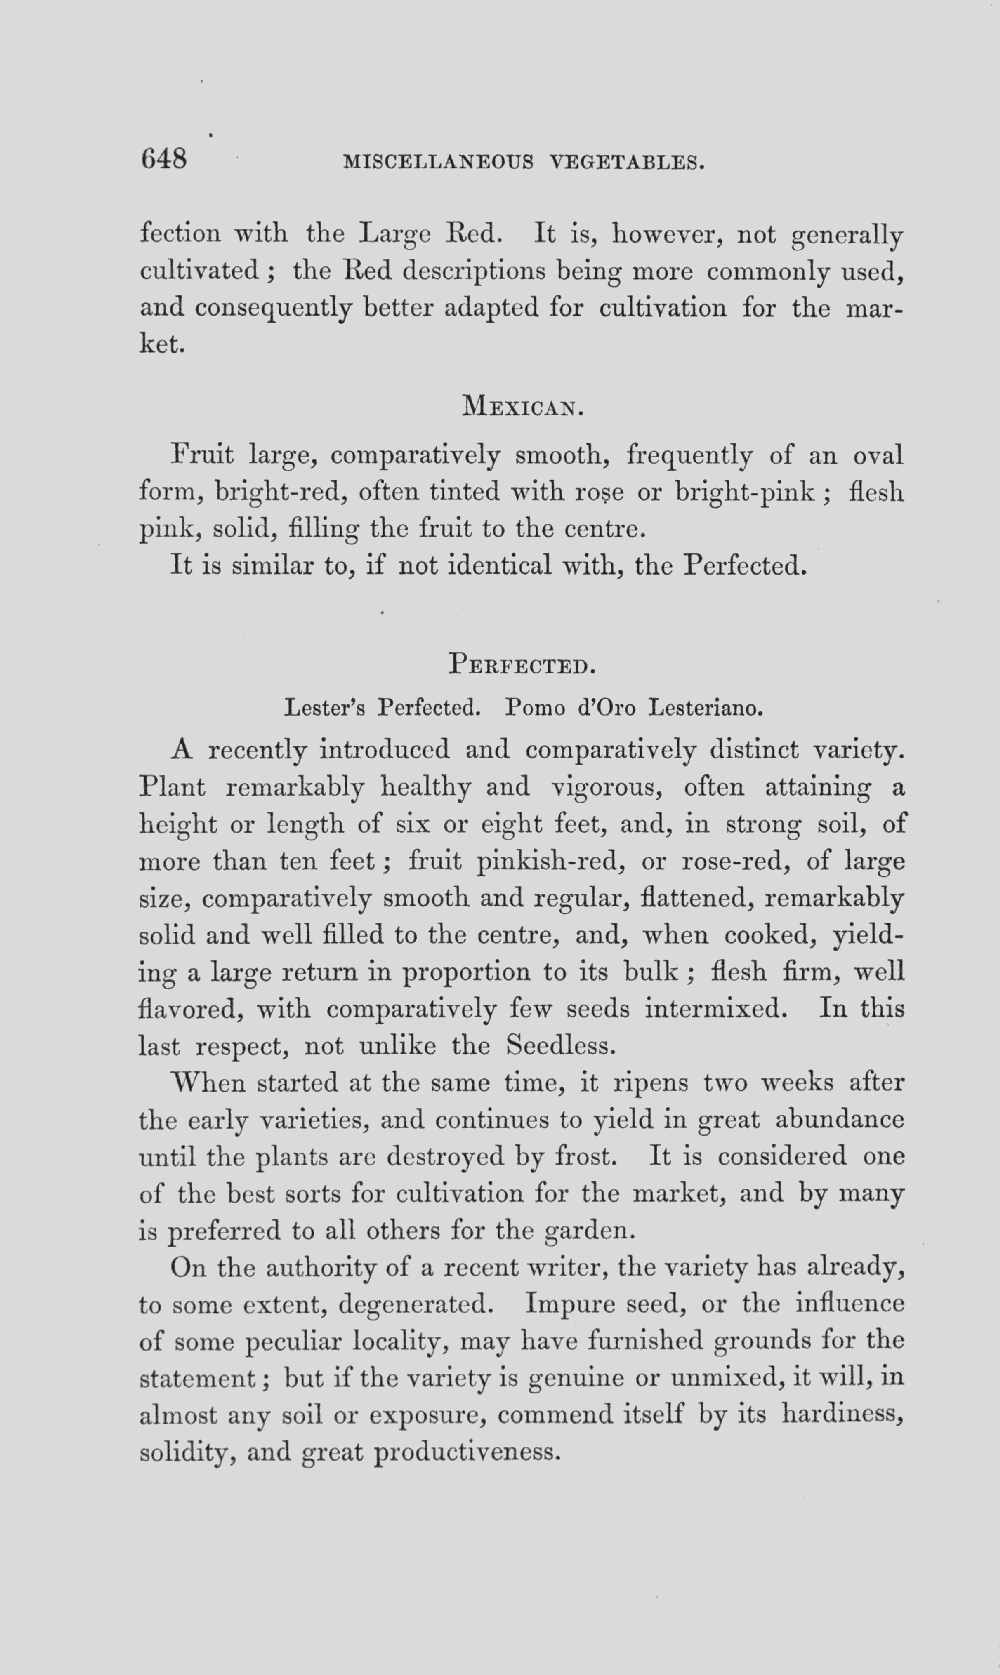 648 MISCELLANEOUS VEGETABLES.
fection with the Large Red. It is, however, not generally
cultivated ; the Red descriptions being more commonly used,
and consequently better adapted for cultivation for the mar-
ket.
MEXICAN.
Fruit large, comparatively smooth, frequently of an oval
form, bright-red, often tinted with rose or bright-pink ; flesh
pink, solid, filling the fruit to the centre.
It is similar to, if not identical with, the Perfected.
PERFECTED.
Lester's Perfected. Pomo d'Oro Lesteriano.
A recently introduced and comparatively distinct variety.
Plant remarkably healthy and vigorous, often attaining a
height or length of six or eight feet, and, in strong soil, of
more than ten feet ; fruit pinkish-red, or rose-red, of large
size, comparatively smooth and regular, flattened, remarkably
solid and well filled to the centre, and, when cooked, yield-
ing a large return in proportion to its bulk ; flesh firm, well
flavored, with comparatively few seeds intermixed. In this
last respect, not unlike the Seedless.
When started at the same time, it ripens two weeks after
the early varieties, and continues to yield in great abundance
until the plants are destroyed by frost. It is considered one
of the best sorts for cultivation for the market, and by many
is preferred to all others for the garden.
On the authority of a recent writer, the variety has already,
to some extent, degenerated. Impure seed, or the influence
of some peculiar locality, may have furnished grounds for the
statement ; but if the variety is genuine or unmixed, it will, in
almost any soil or exposure, commend itself by its hardiness,
solidity, and great productiveness.